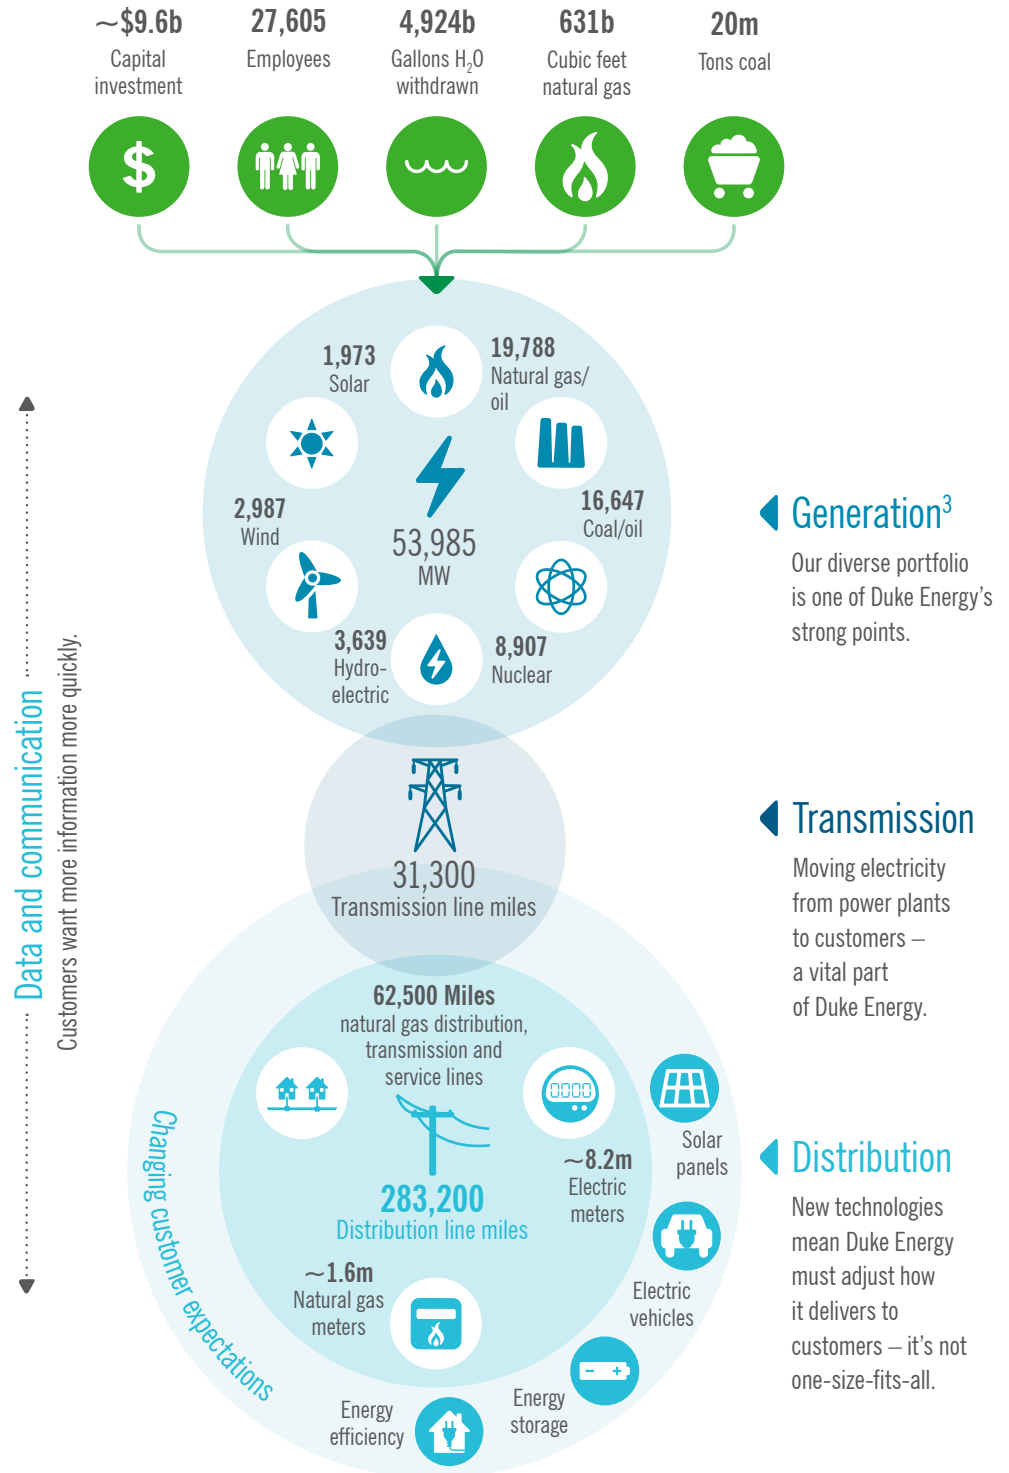 ~$9.6b
Capital
investment
27,605
Employees
4,924b
Gallons H₂O
withdrawn
631b
Cubic feet
natural gas
20m
Tons coal
1,973
Solar
19,788
Natural gas/
oil
2,987
Wind
16,647
Coal/oil
53,985
MW
3,639
Hydro-
electric
8,907
Nuclear
Generation³
Our diverse portfolio
is one of Duke Energy’s
strong points.
Data and communication
Customers want more information more quickly.
31,300
Transmission line miles
Transmission
Moving electricity
from power plants
to customers –
a vital part
of Duke Energy.
62,500 Miles
natural gas distribution,
transmission and
service lines
0000
~8.2m
Electric
meters
283,200
Distribution line miles
~1.6m
Natural gas
meters
Changing customer expectations
Solar
panels
Electric
vehicles
Energy
storage
Energy
efficiency
Distribution
New technologies
mean Duke Energy
must adjust how
it delivers to
customers – it’s not
one-size-fits-all.